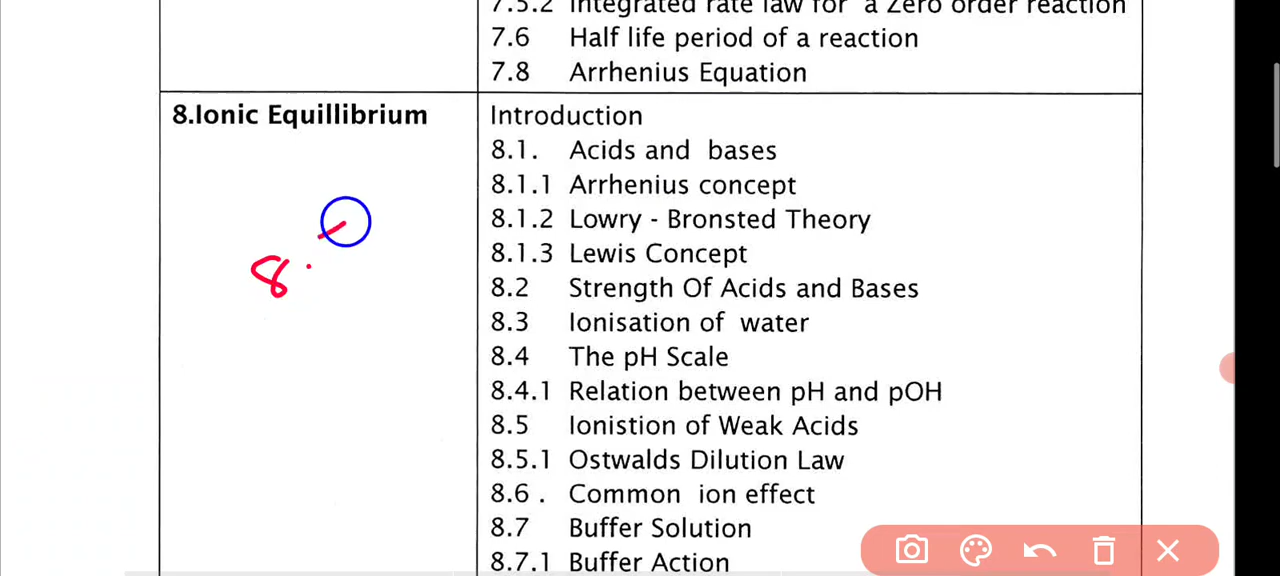 7.5.2 Integrated rate law for a Zero order reaction
7.6 Half life period of a reaction
7.8 Arrhenius Equation
8.Ionic Equillibrium
Introduction
8.1. Acids and bases
8.1.1 Arrhenius concept
8.1.2 Lowry - Bronsted Theory
8.1.3 Lewis Concept
8.2 Strength Of Acids and Bases
8.3 Ionisation of water
8.4 The pH Scale
8.4.1 Relation between pH and pOH
8.5 Ionistion of Weak Acids
8.5.1 Ostwalds Dilution Law
8.6 . Common ion effect
8.7 Buffer Solution
8.7.1 Buffer Action
8.